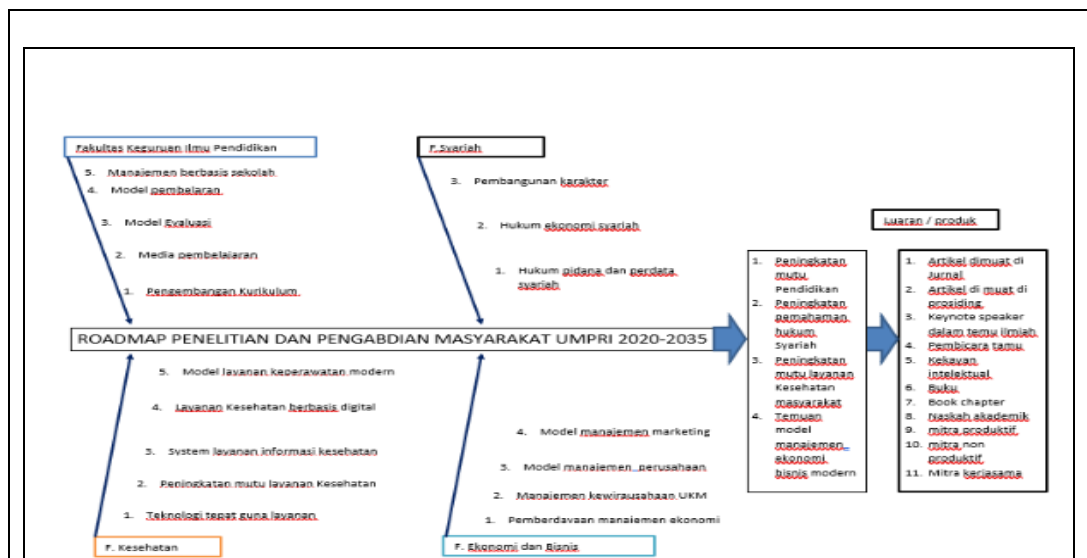 Fakultas Keguruan Ilmu Pendidikan
5. Manajemen berbasis sekolah
4. Model pembelaran
3. Model Evaluasi
2. Media pembelajaran
1. Pengembangan Kurikulum
F.Syariah
3. Pembangunan karakter
2. Hukum ekonomi syariah
1. Hukum pidana dan perdata
syariah
ROADMAP PENELITIAN DAN PENGABDIAN MASYARAKAT UMPRI 2020-2035
5. Model layanan keperawatan modern
4. Layanan Kesehatan berbasis digital
3. System layanan informasi kesehatan
2. Peningkatan mutu layanan Kesehatan
1. Teknologi tepat guna layanan
F. Kesehatan
4. Model manajemen marketing
3. Model manajemen perusahaan
2. Manajemen kewirausahaan UKM
1. Pemberdayaan manajemen ekonomi
F. Ekonomi dan Bisnis
1. Peningkatan
mutu
Pendidikan
2. Peningkatan
pemahaman
hukum
Syariah
3. Peningkatan
mutu layanan
Kesehatan
masyarakat
4. Temuan
model
manajemen
ekonomi
bisnis modern
Luaran / produk
1. Artikel dimuat di
Jurnal
2. Artikel di muat di
prosiding
3. Keynote speaker
dalam temu ilmiah
4. Pembicara tamu
5. Kekayan
intelektual
6. Buku
7. Book chapter
8. Naskah akademik
9. mitra produktif
10. mitra non
produktif
11. Mitra kerjasama